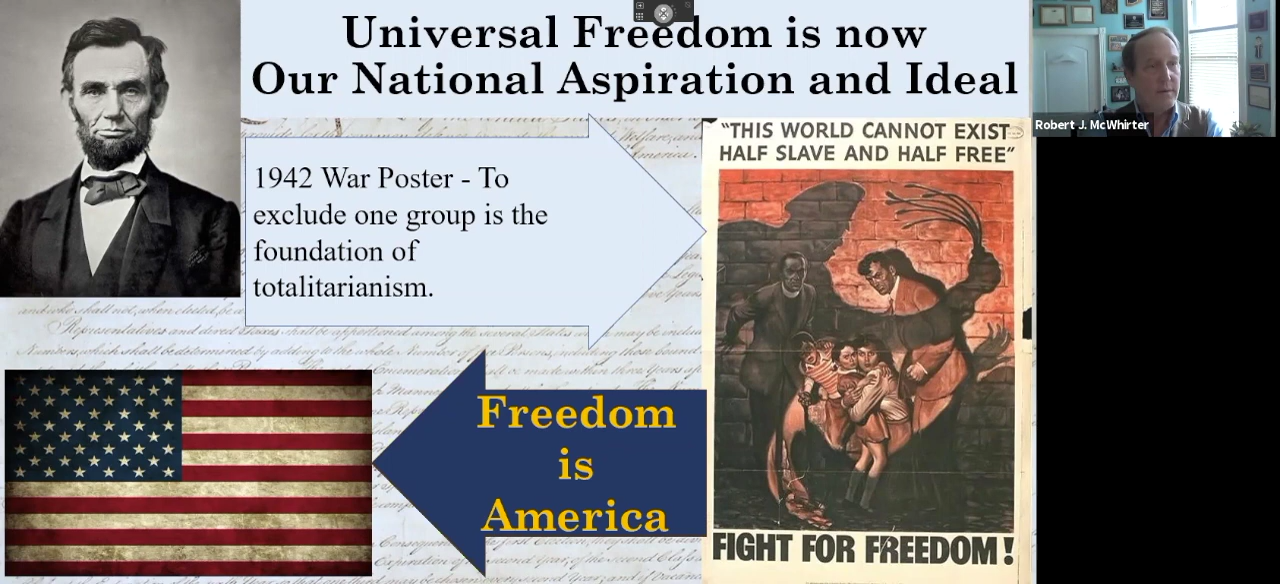 Universal Freedom is now
Our National Aspiration and Ideal
1942 War Poster - To
exclude one group is the
foundation of
totalitarianism.
"THIS WORLD CANNOT EXIST
HALF SLAVE AND HALF FREE"
FIGHT FOR FREEDOM!
Freedom
is
America
Robert J. McWhirter